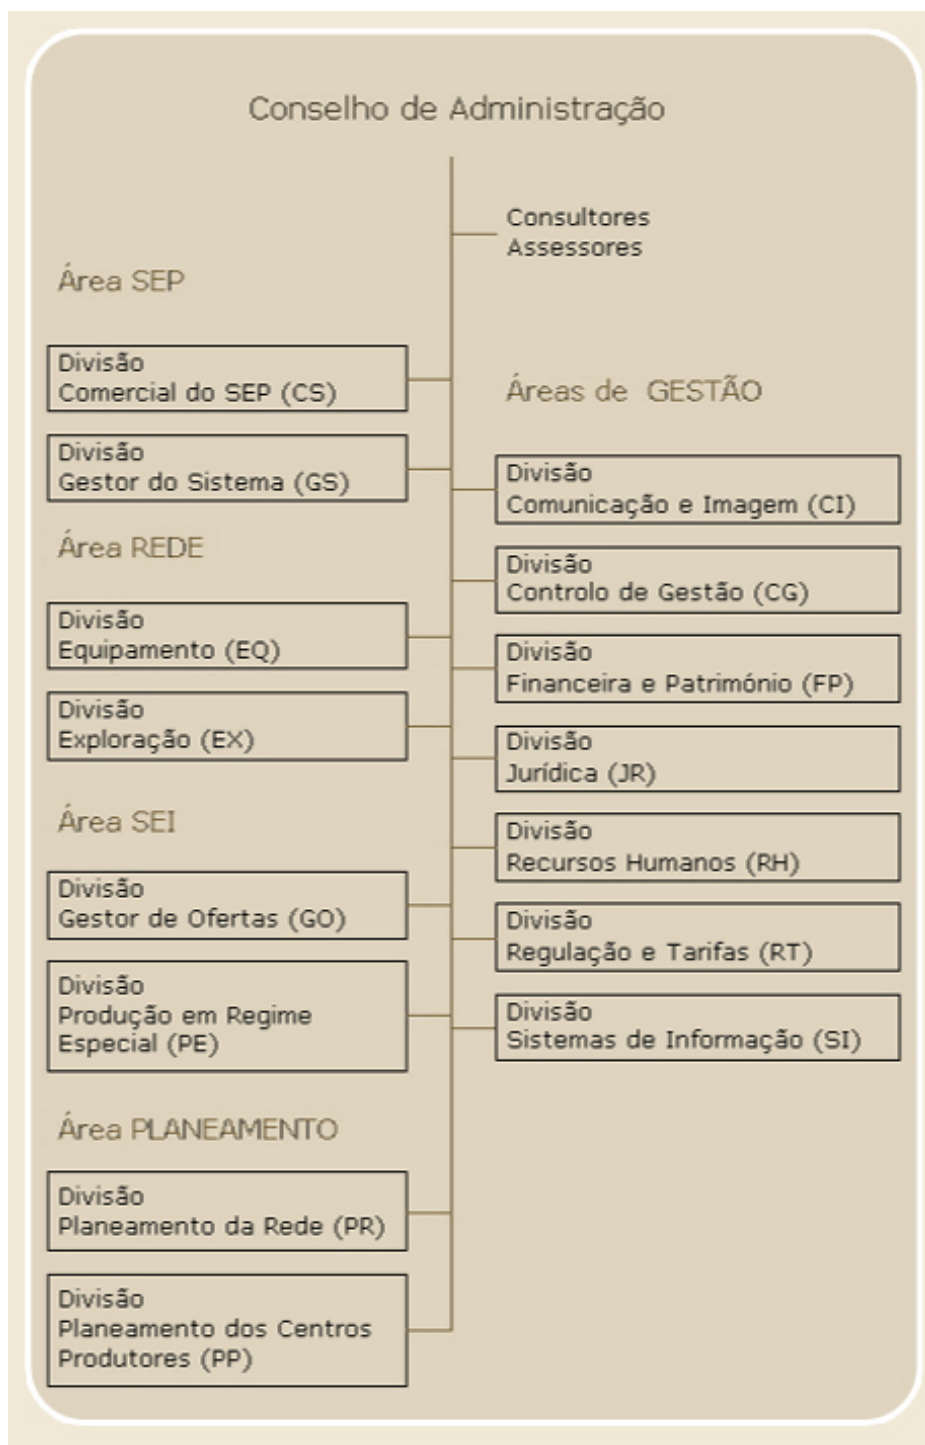 Conselho de Administração
Consultores
Assessores
Área SEP
Divisão
Comercial do SEP (CS)
Divisão
Gestor do Sistema (GS)
Área REDE
Divisão
Equipamento (EQ)
Divisão
Exploração (EX)
Área SEI
Divisão
Gestor de Ofertas (GO)
Divisão
Produção em Regime
Especial (PE)
Área PLANEAMENTO
Divisão
Planeamento da Rede (PR)
Divisão
Planeamento dos Centros
Produtores (PP)
Áreas de GESTÃO
Divisão
Comunicação e Imagem (CI)
Divisão
Controlo de Gestão (CG)
Divisão
Financeira e Património (FP)
Divisão
Jurídica (JR)
Divisão
Recursos Humanos (RH)
Divisão
Regulação e Tarifas (RT)
Divisão
Sistemas de Informação (SI)